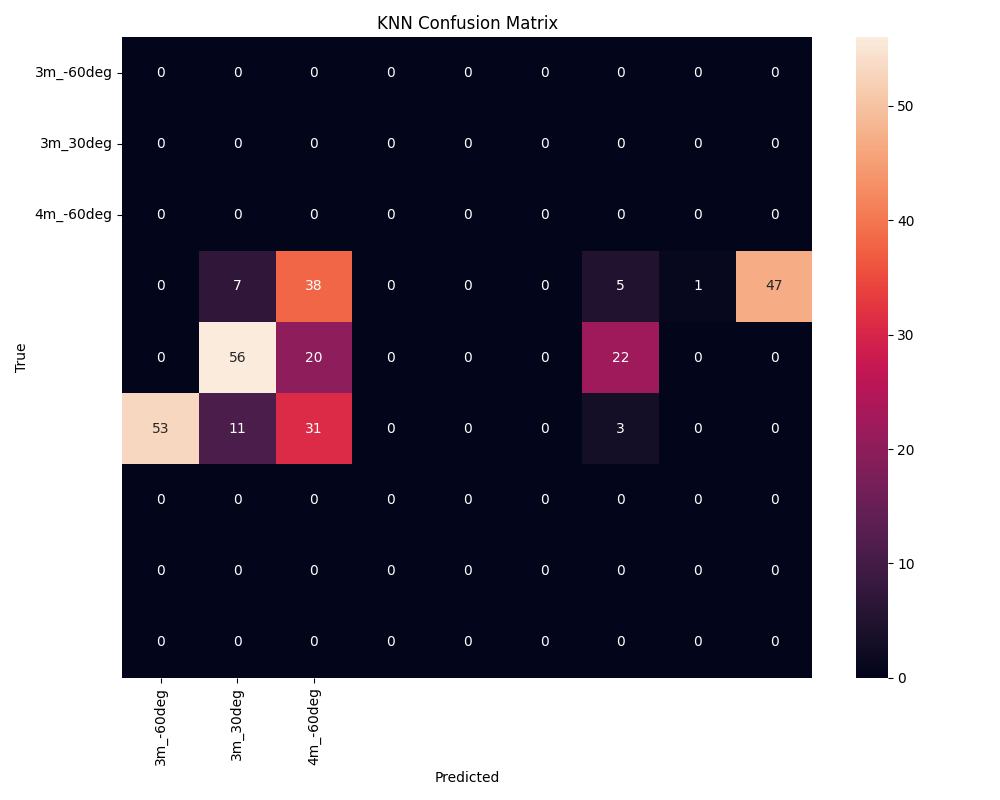 KNN Confusion Matrix
3m_-60deg 0 0 0 0 0 0 0 0 0
3m_30deg 0 0 0 0 0 0 0 0 0
4m_-60deg 0 0 0 0 0 0 0 0 0
0 7 38 0 0 0 5 1 47
0 56 20 0 0 0 22 0 0
53 11 31 0 0 0 3 0 0
0 0 0 0 0 0 0 0 0
0 0 0 0 0 0 0 0 0
0 0 0 0 0 0 0 0 0
True
3m_-60deg 3m_30deg 4m_-60deg
Predicted
50
40
30
20
10
0